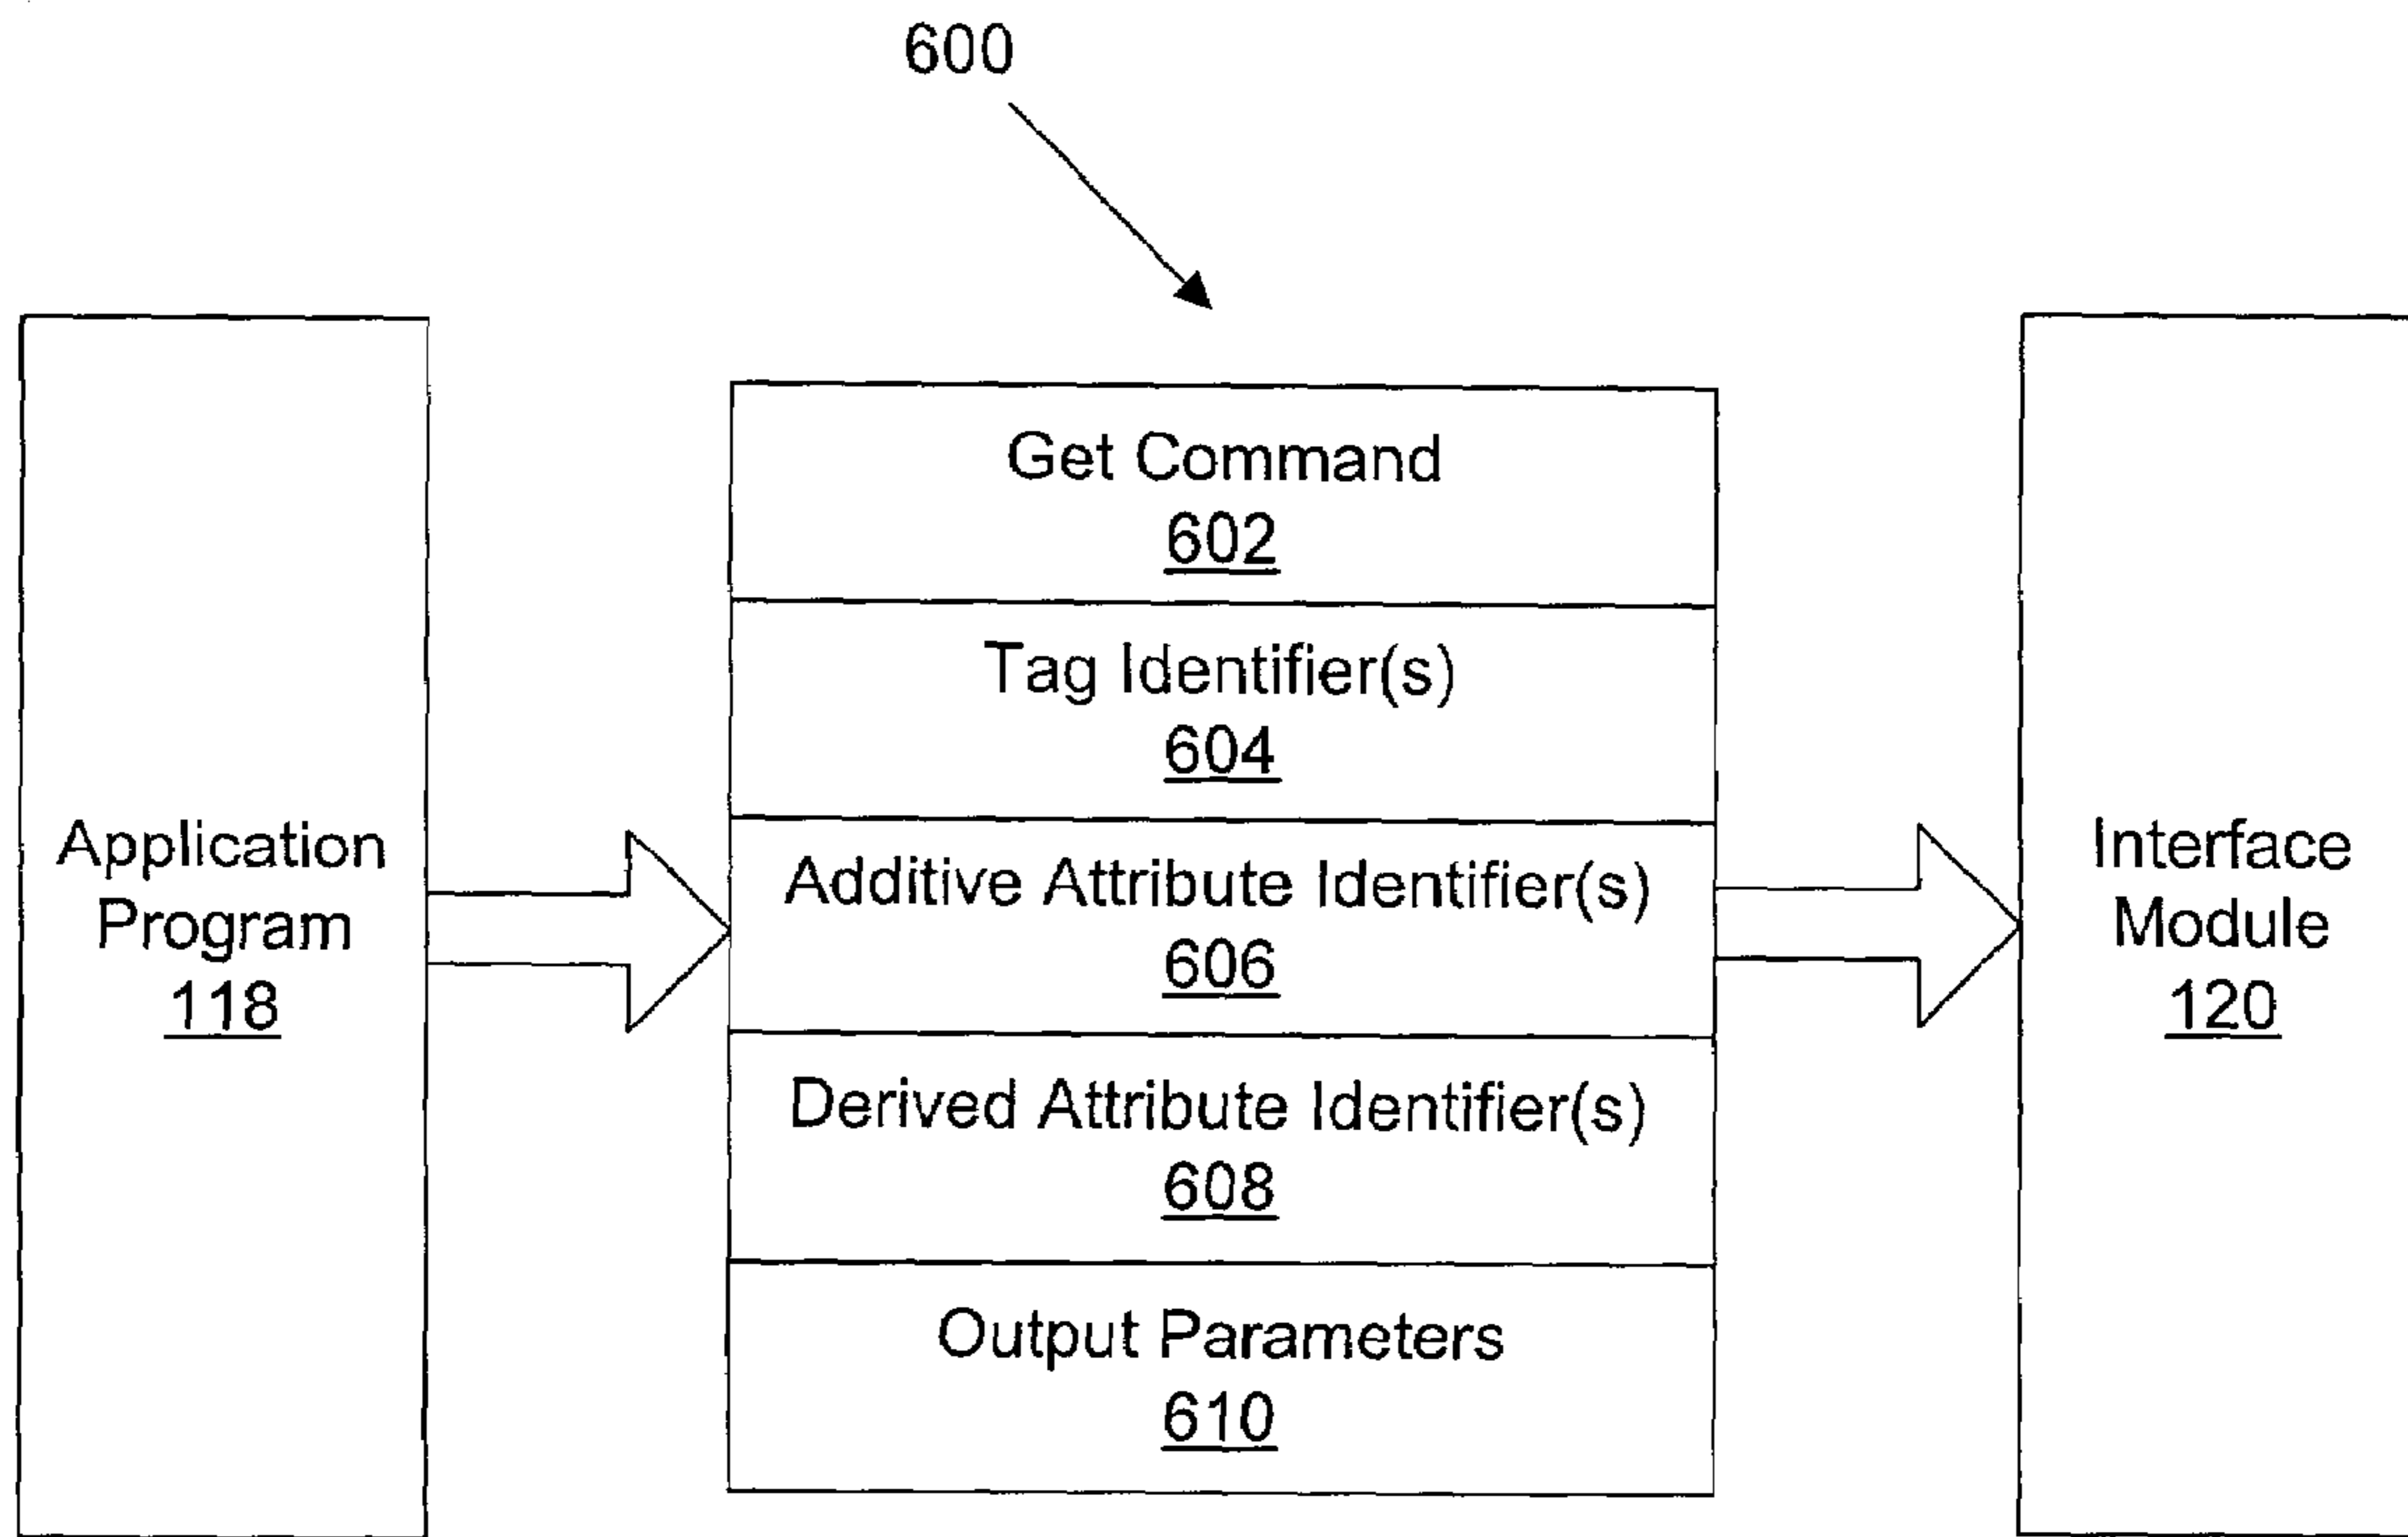 600
Application
Program
118
Get Command
602
Tag Identifier(s)
604
Additive Attribute Identifier(s)
606
Derived Attribute Identifier(s)
608
Output Parameters
610
Interface
Module
120